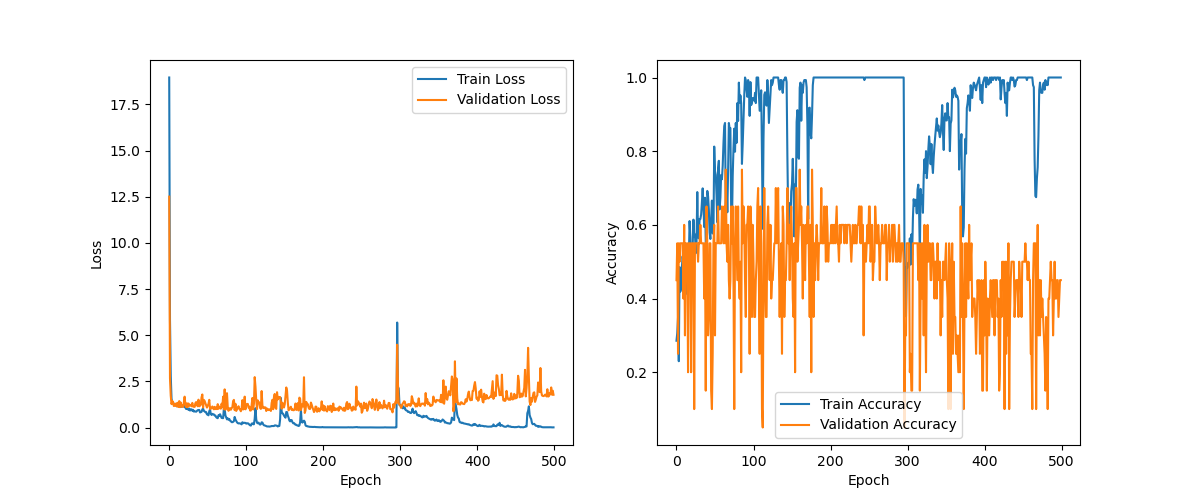 Train Loss
Validation Loss
17.5
15.0
12.5
10.0
7.5
5.0
2.5
0.0
Loss
0 100 200 300 400 500
Epoch
1.0
0.8
0.6
0.4
0.2
Accuracy
Train Accuracy
Validation Accuracy
0 100 200 300 400 500
Epoch